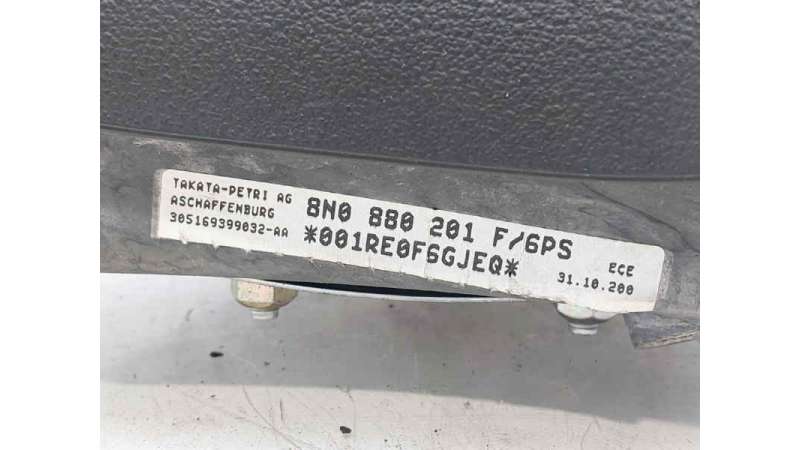 TAKATA-PETRI AG
ASCHAFFENBURG
305169399032-AA
8N0 880 201 F/6PS
*001RE0F6GJEQ*
ECE
31.10.200